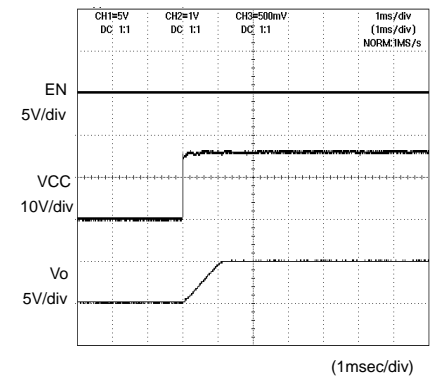 CH1=5V CH2=1V CH3=500mV 1ms/div
DC 1:1 DC 1:1 DC 1:1 (1ms/div)
NORM:1MS/s
EN
5V/div
VCC
10V/div
Vo
5V/div
(1msec/div)